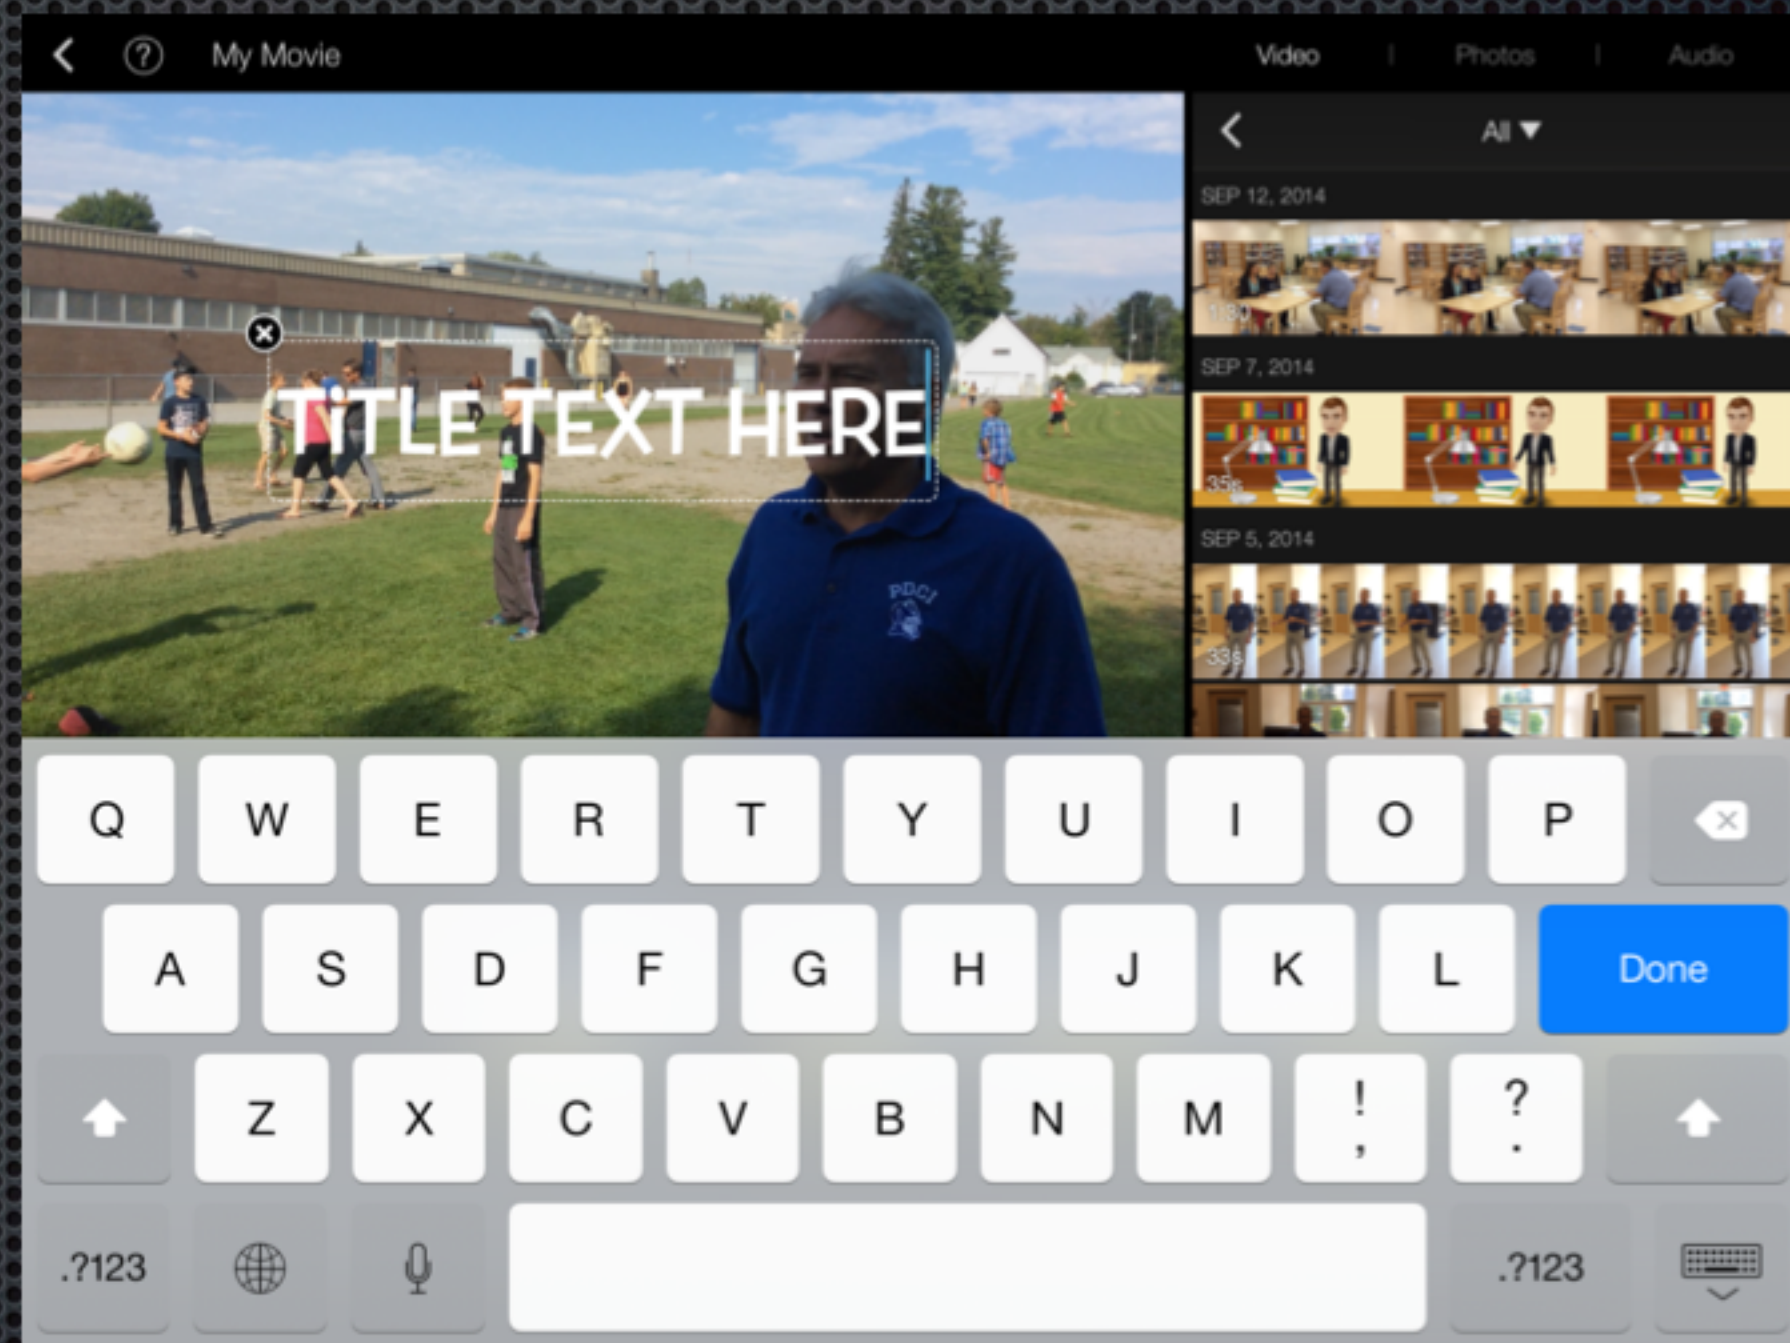 ? My Movie
Video | Photos | Audio
All
SEP 12, 2014
SEP 7, 2014
35s
SEP 5, 2014
33s
TiTLE TEXT HERE
PDCI
Q W E R T Y U I O P
A S D F G H J K L Done
Z X C V B N M ! , ? .
.?123 .?123